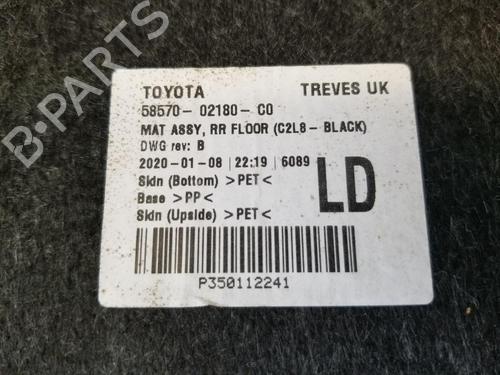 TOYOTA TREVES UK
58570- 02180- C0
MAT ASSY, RR FLOOR (C2L8- BLACK)
DWG rev: B
2020-01-08 | 22:19 | 6089
Skin (Bottom) >PET<
Base >PP<
Skin (Upside) >PET<
LD
P350112241